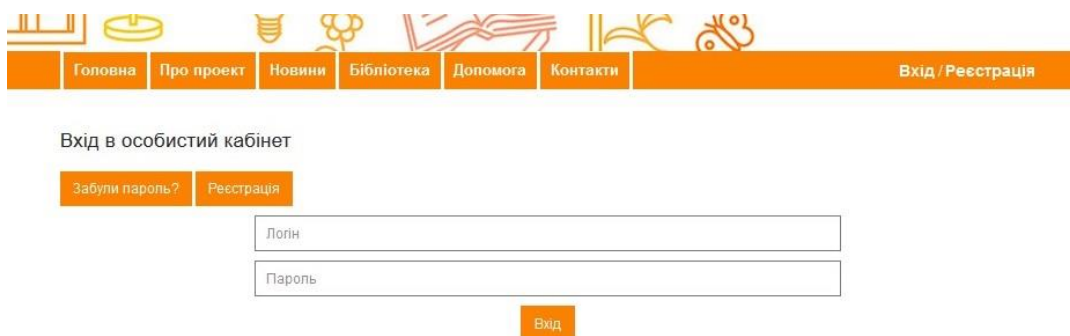 Головна Про проект Новини Бібліотека Допомога Контакти Вхід / Реєстрація
Вхід в особистий кабінет
Забули пароль? Реєстрація
Логін
Пароль
Вхід